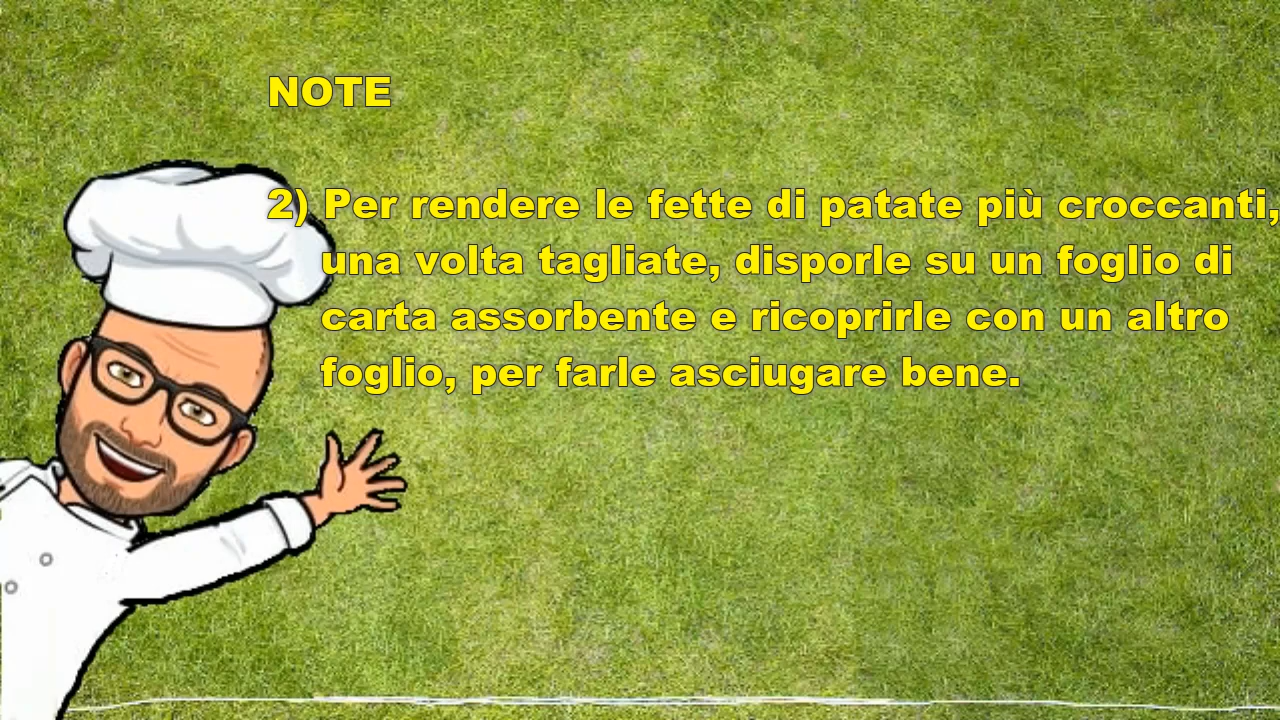 NOTE
2) Per rendere le fette di patate più croccanti,
una volta tagliate, disporle su un foglio di
carta assorbente e ricoprirle con un altro
foglio, per farle asciugare bene.